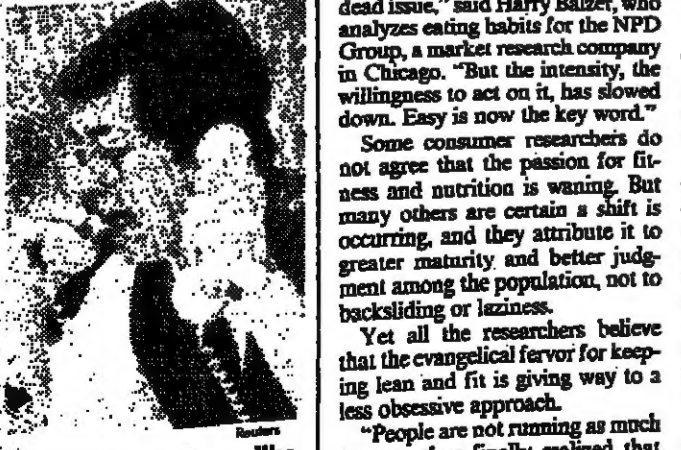 Reuters
dead issue," said Harry Balzer, who
analyzes eating habits for the NPD
Group, a market research company
in Chicago. "But the intensity, the
willingness to act on it, has slowed
down. Easy is now the key word."
Some consumer researchers do
not agree that the passion for fit-
ness and nutrition is waning. But
many others are certain a shift is
occurring, and they attribute it to
greater maturity and better judg-
ment among the population, not to
backsliding or laziness.
Yet all the researchers believe
that the evangelical fervor for keep-
ing lean and fit is giving way to a
less obsessive approach.
"People are not running as much
finally realized that